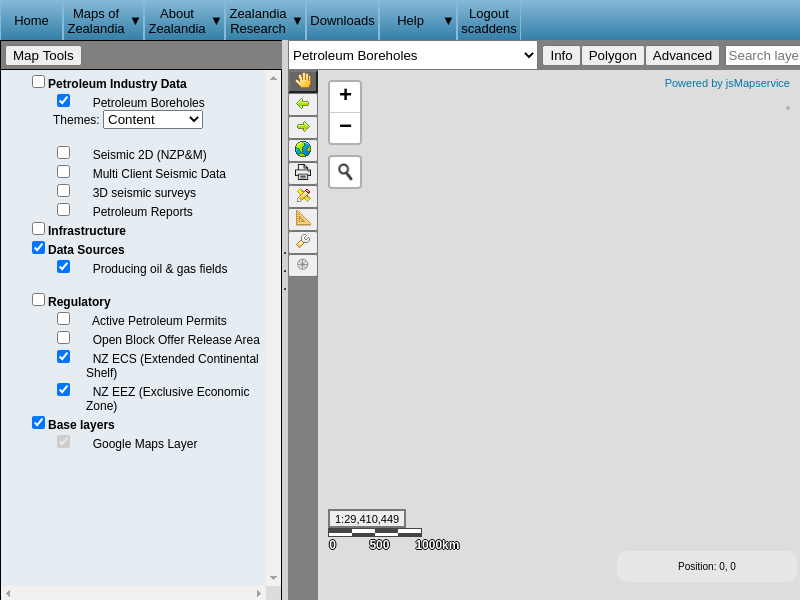 Home
Maps of
Zealandia ▼
About
Zealandia ▼
Zealandia
Research ▼
Downloads
Help ▼
Logout
scaddens
Map Tools
Petroleum Boreholes
Info
Polygon
Advanced
Search laye
Petroleum Industry Data
Petroleum Boreholes
Themes: Content
Seismic 2D (NZP&M)
Multi Client Seismic Data
3D seismic surveys
Petroleum Reports
Infrastructure
Data Sources
Producing oil & gas fields
Regulatory
Active Petroleum Permits
Open Block Offer Release Area
NZ ECS (Extended Continental
Shelf)
NZ EEZ (Exclusive Economic
Zone)
Base layers
Google Maps Layer
Powered by jsMapservice
+
−
1:29,410,449
0 500 1000km
Position: 0, 0